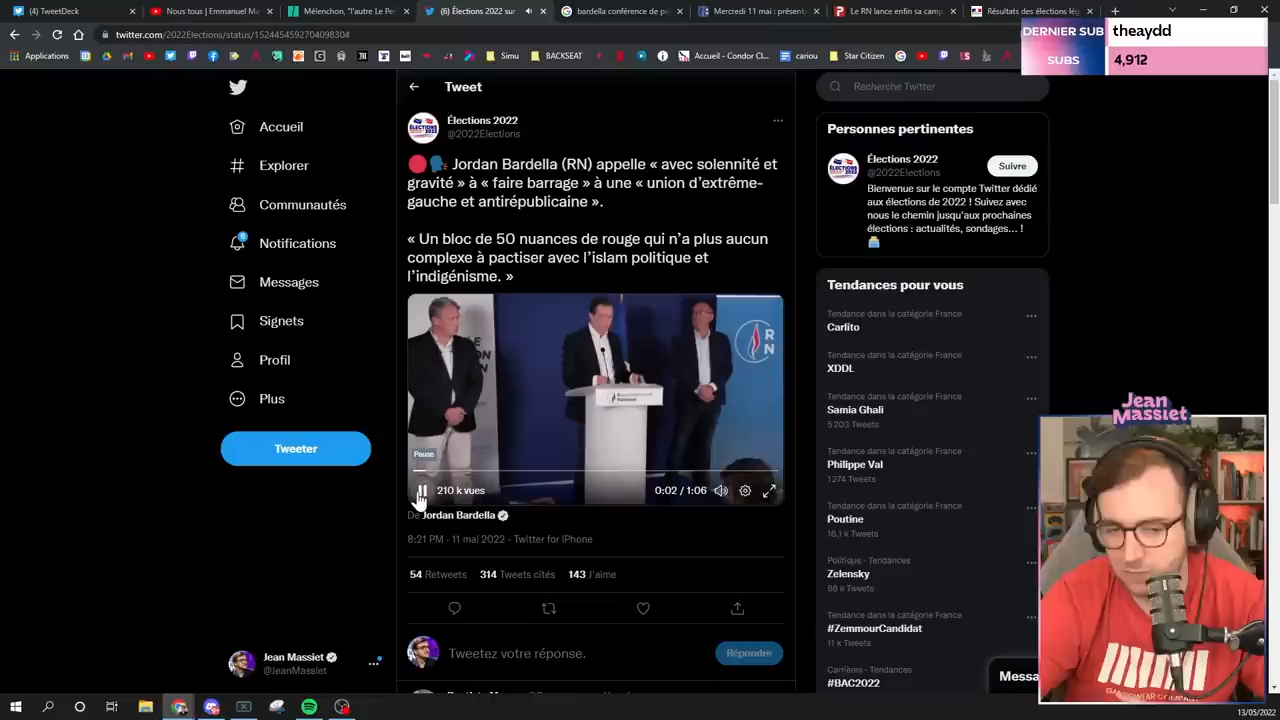 (4) TweetDeck
Nous tous | Emmanuel M
Mélenchon, "l'autre Le Pe
(6) Élections 2022 sur
bardella conférence de p
Mercredi 11 mai : présent
Le RN lance enfin sa camp
Résultats des élections lég
twitter.com/2022Elections/status/1524454592704098304
Applications
Simu
BACKSEAT
Accueil - Condor Cl...
cariou
Star Citizen
DERNIER SUB
theaydd
SUBS
4,912
Accueil
Explorer
Communautés
6
Notifications
Messages
Signets
Profil
Plus
Tweeter
Jean Massiet
@JeanMassiet
Tweet
Élections 2022
@2022Elections
Jordan Bardella (RN) appelle « avec solennité et
gravité » à « faire barrage » à une « union d'extrême-
gauche et antirépublicaine ».
« Un bloc de 50 nuances de rouge qui n'a plus aucun
complexe à pactiser avec l'islam politique et
l'indigénisme. »
R
N
Pause
210 k vues
0:02 / 1:06
De Jordan Bardella
8:21 PM · 11 mai 2022 · Twitter for iPhone
54 Retweets 314 Tweets cités 143 J'aime
Tweetez votre réponse.
Répondre
Recherche Twitter
Personnes pertinentes
Élections 2022
@2022Elections
Suivre
Bienvenue sur le compte Twitter dédié
aux élections de 2022 ! Suivez avec
nous le chemin jusqu'aux prochaines
élections : actualités, sondages... !
Tendances pour vous
Tendance dans la catégorie France
Carlito
Tendance dans la catégorie France
XDDL
Tendance dans la catégorie France
Samia Ghali
5 203 Tweets
Tendance dans la catégorie France
Philippe Val
1 274 Tweets
Tendance dans la catégorie France
Poutine
16,1 k Tweets
Politique · Tendances
Zelensky
66 k Tweets
Tendance dans la catégorie France
#ZemmourCandidat
11 k Tweets
Carrières · Tendances
#BAC2022
Messa
Jean
Massiet
13/05/2022